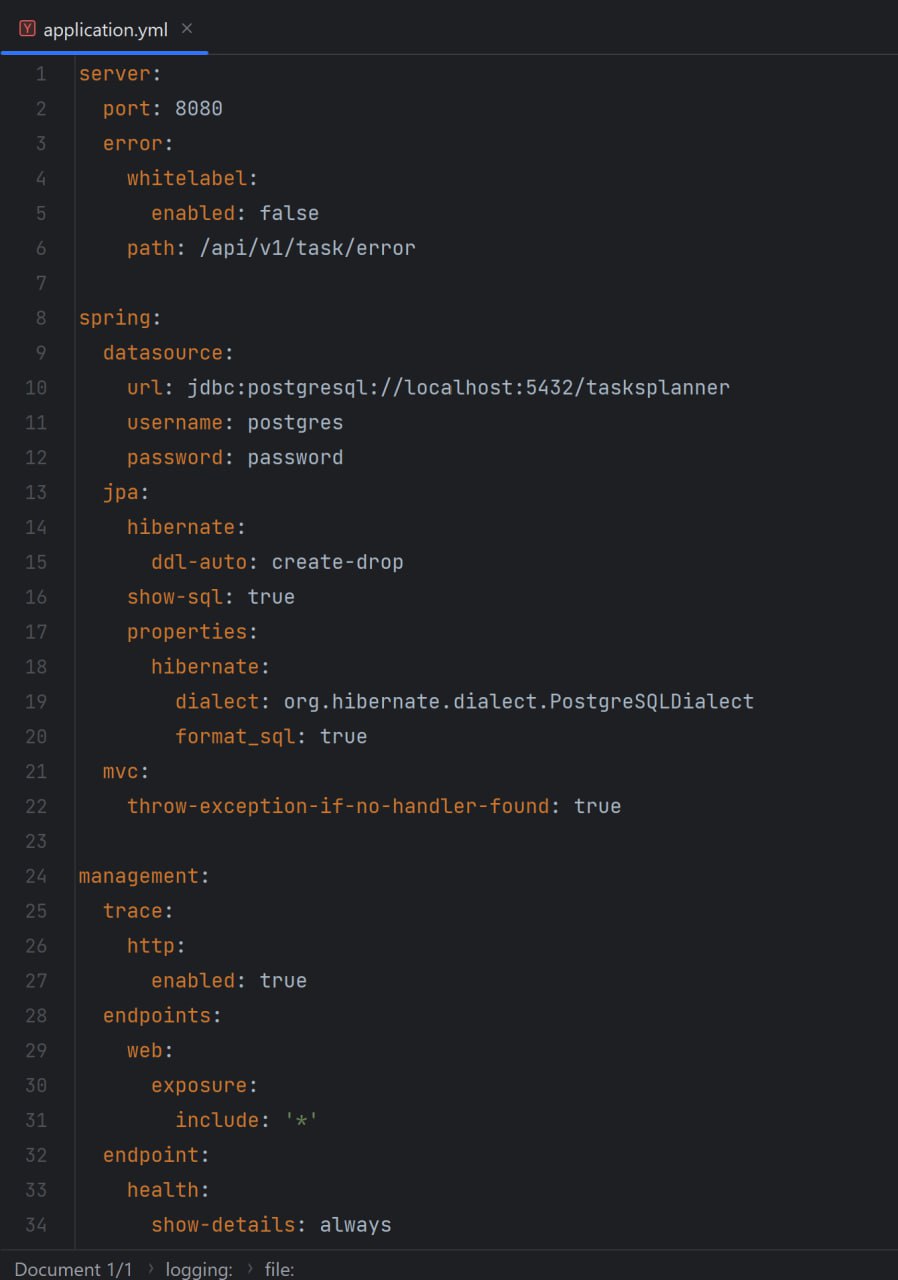 application.yml ×
1 server:
2   port: 8080
3   error:
4     whitelabel:
5       enabled: false
6     path: /api/v1/task/error
7
8 spring:
9   datasource:
10     url: jdbc:postgresql://localhost:5432/tasksplanner
11     username: postgres
12     password: password
13   jpa:
14     hibernate:
15       ddl-auto: create-drop
16     show-sql: true
17     properties:
18       hibernate:
19         dialect: org.hibernate.dialect.PostgreSQLDialect
20         format_sql: true
21   mvc:
22     throw-exception-if-no-handler-found: true
23
24 management:
25   trace:
26     http:
27       enabled: true
28   endpoints:
29     web:
30       exposure:
31         include: '*'
32   endpoint:
33     health:
34       show-details: always
Document 1/1 › logging: › file: